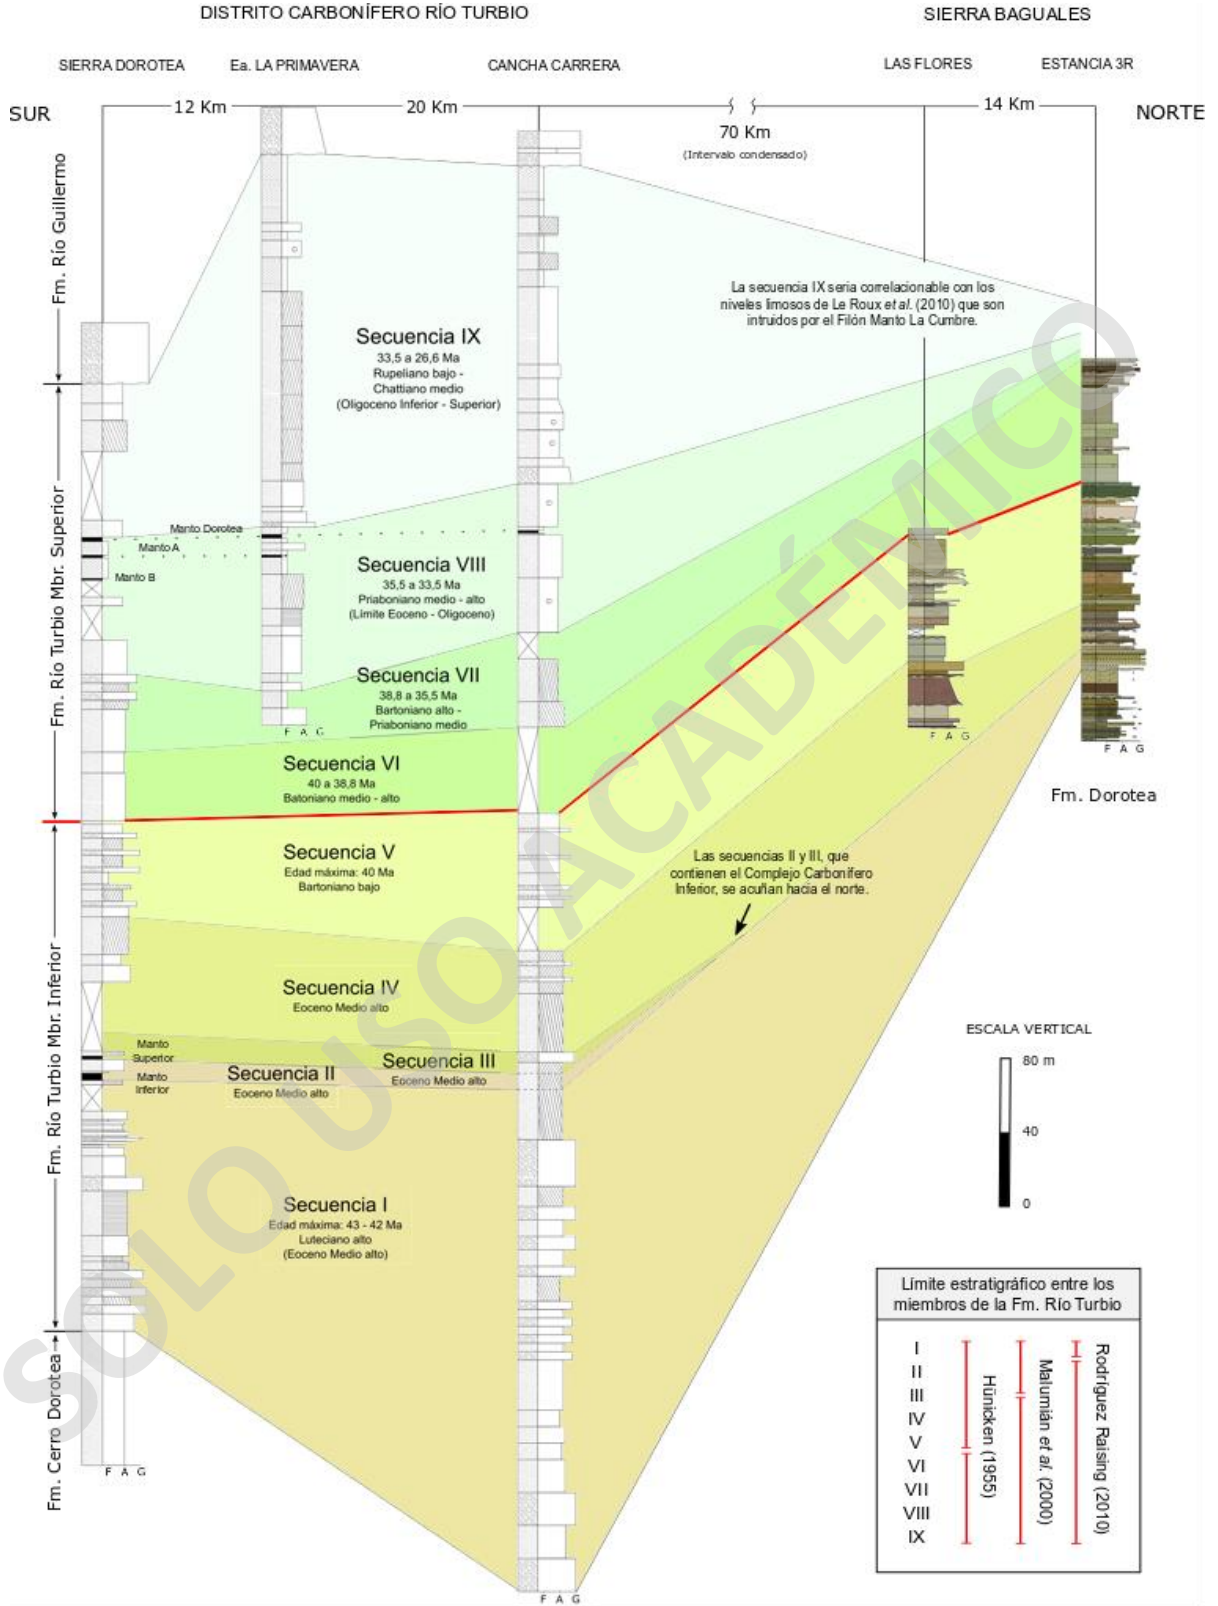 DISTRITO CARBONÍFERO RÍO TURBIO
SIERRA BAGUALES
SIERRA DOROTEA
Ea. LA PRIMAVERA
CANCHA CARRERA
LAS FLORES
ESTANCIA 3R
SUR
12 Km
20 Km
70 Km
(Intervalo condensado)
14 Km
NORTE
Fm. Río Guillermo
Fm. Río Turbio Mbr. Superior
Fm. Río Turbio Mbr. Inferior
Fm. Cerro Dorotea
La secuencia IX seria correlacionable con los
niveles limosos de Le Roux et al. (2010) que son
intruidos por el Filón Manto La Cumbre.
Secuencia IX
33,5 a 26,6 Ma
Rupeliano bajo -
Chattiano medio
(Oligoceno Inferior - Superior)
Manto Dorotea
Manto A
Manto B
Secuencia VIII
35,5 a 33,5 Ma
Priaboniano medio - alto
(Límite Eoceno - Oligoceno)
Secuencia VII
38,8 a 35,5 Ma
Bartoniano alto -
Priaboniano medio
F A G
Secuencia VI
40 a 38,8 Ma
Batoniano medio - alto
F A G
F A G
Fm. Dorotea
Secuencia V
Edad máxima: 40 Ma
Bartoniano bajo
Las secuencias II y III, que
contienen el Complejo Carbonífero
Inferior, se acuñan hacia el norte.
Secuencia IV
Eoceno Medio alto
Manto
Superior
Manto
Inferior
Secuencia III
Eoceno Medio alto
Secuencia II
Eoceno Medio alto
Secuencia I
Edad máxima: 43 - 42 Ma
Luteciano alto
(Eoceno Medio alto)
F A G
F A G
ESCALA VERTICAL
80 m
40
0
Límite estratigráfico entre los
miembros de la Fm. Río Turbio
I
II
III
IV
V
VI
VII
VIII
IX
Hünicken (1955)
Malumián et al. (2000)
Rodríguez Raising (2010)
SOLO USO ACADÉMICO